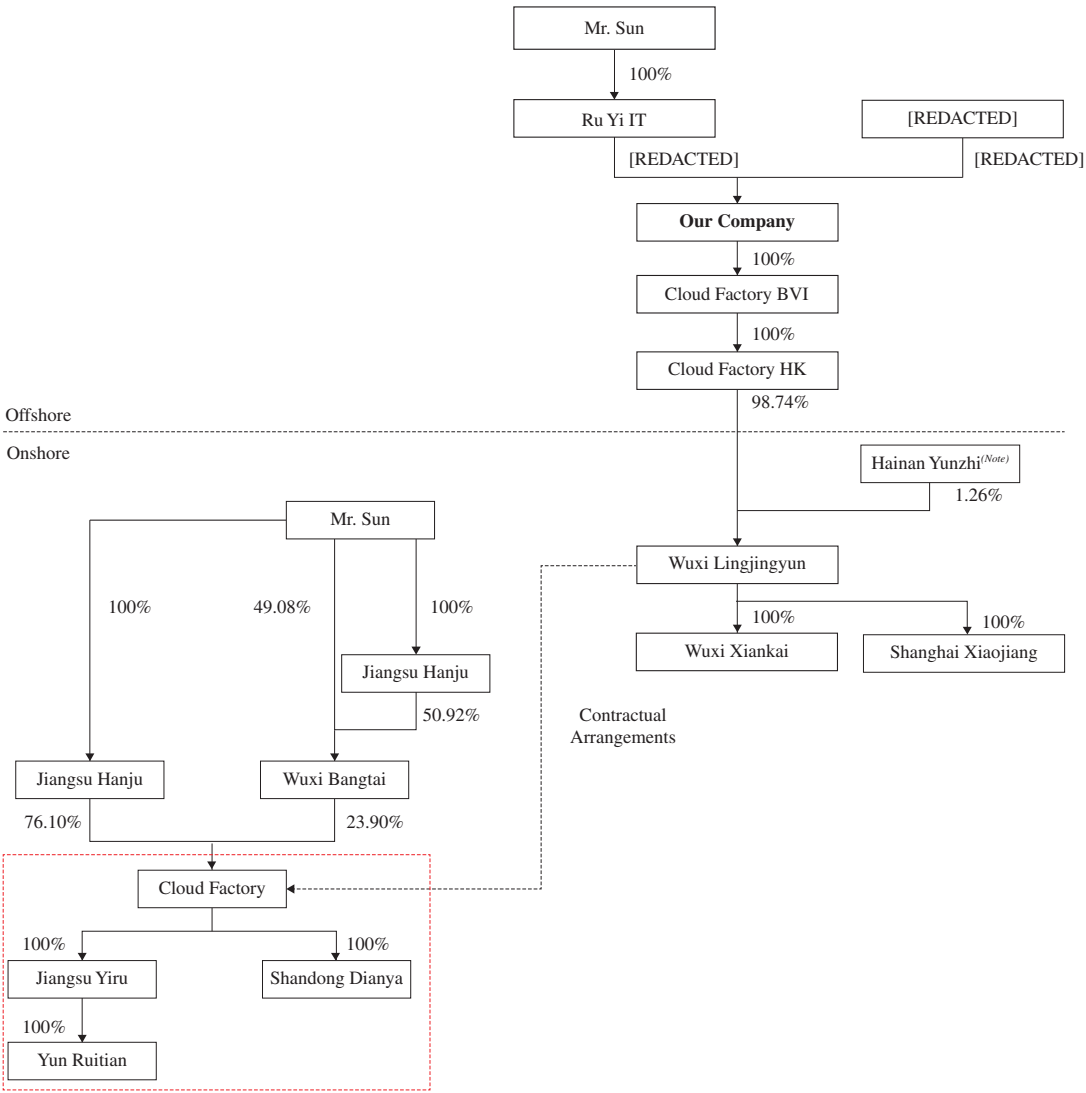 Mr. Sun
100%
Ru Yi IT
[REDACTED]
[REDACTED]
[REDACTED]
Our Company
100%
Cloud Factory BVI
100%
Cloud Factory HK
98.74%
Offshore
Onshore
Hainan Yunzhi(Note)
1.26%
Mr. Sun
Wuxi Lingjingyun
100%
49.08%
100%
100%
100%
Wuxi Xiankai
Shanghai Xiaojiang
Jiangsu Hanju
50.92%
Contractual
Arrangements
Jiangsu Hanju
Wuxi Bangtai
76.10%
23.90%
Cloud Factory
100%
100%
Jiangsu Yiru
Shandong Dianya
100%
Yun Ruitian